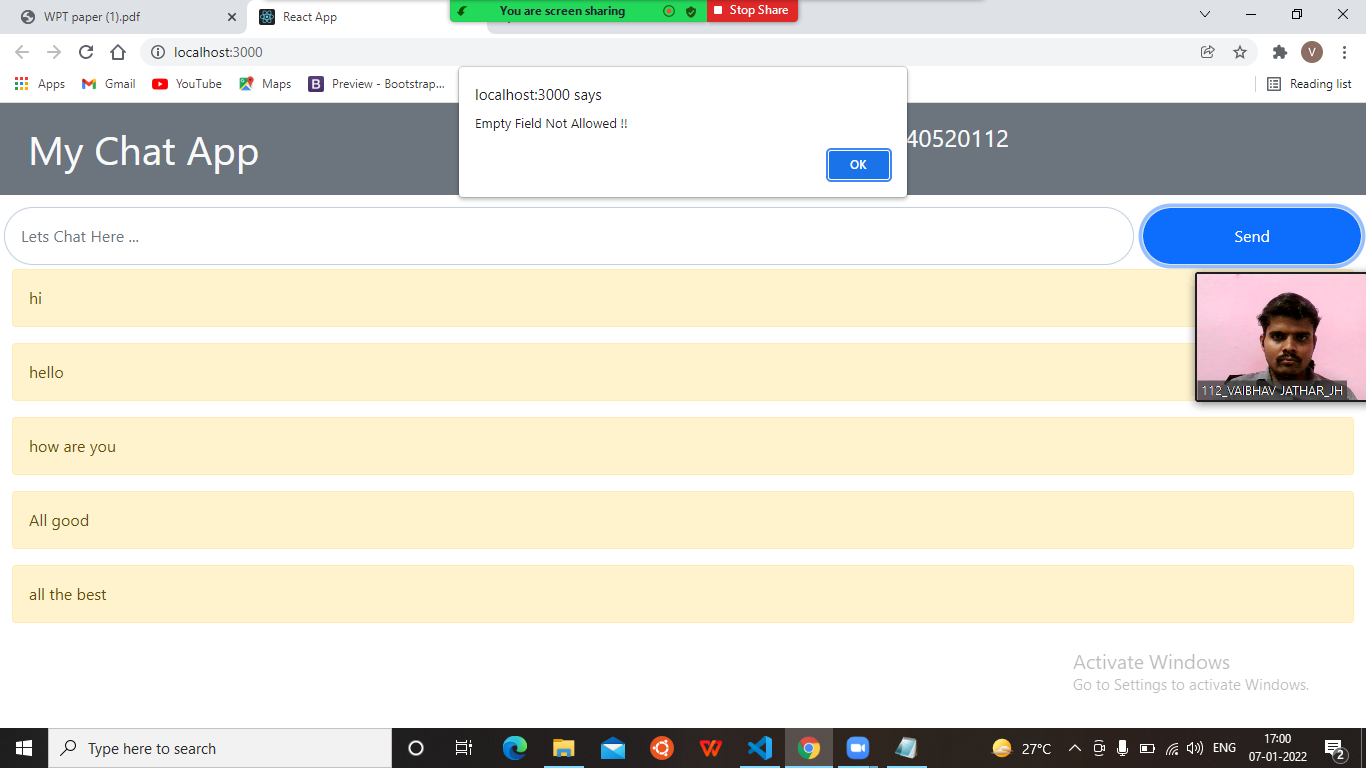 WPT paper (1).pdf
React App
You are screen sharing
Stop Share
localhost:3000
V
Apps
Gmail
YouTube
Maps
B
Preview - Bootstrap...
Reading list
localhost:3000 says
Empty Field Not Allowed !!
OK
My Chat App
40520112
Lets Chat Here ...
Send
hi
hello
112_VAIBHAV JATHAR_JH
how are you
All good
all the best
Activate Windows
Go to Settings to activate Windows.
Type here to search
27°C
ENG
17:00
07-01-2022
2